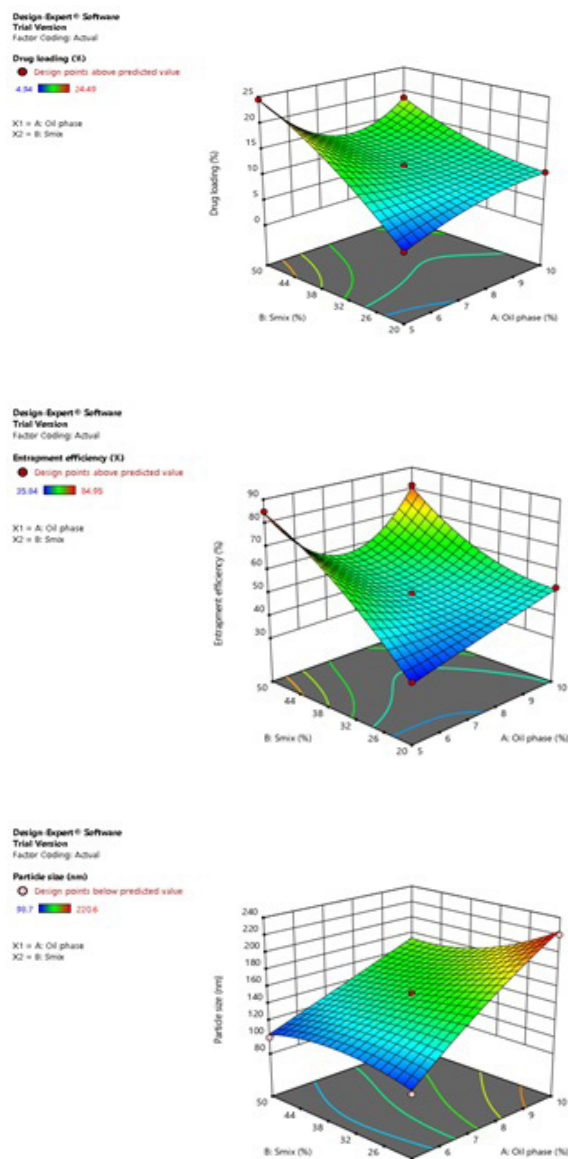 Design-Expert® Software
Trial Version
Factor Coding: Actual
Drug loading (%)
Design points above predicted value
4.94 24.49
X1 = A: Oil phase
X2 = B: Smix
25
20
15
10
5
0
Drug loading (%)
50
44
38
32
26
20
B: Smix (%)
5
6
7
8
9
10
A: Oil phase (%)
Design-Expert® Software
Trial Version
Factor Coding: Actual
Entrapment efficiency (%)
Design points above predicted value
35.84 84.95
X1 = A: Oil phase
X2 = B: Smix
90
80
70
60
50
40
30
Entrapment efficiency (%)
50
44
38
32
26
20
B: Smix (%)
5
6
7
8
9
10
A: Oil phase (%)
Design-Expert® Software
Trial Version
Factor Coding: Actual
Particle size (nm)
Design points below predicted value
98.7 220.6
X1 = A: Oil phase
X2 = B: Smix
240
220
200
180
160
140
120
100
80
Particle size (nm)
50
44
38
32
26
20
B: Smix (%)
5
6
7
8
9
10
A: Oil phase (%)